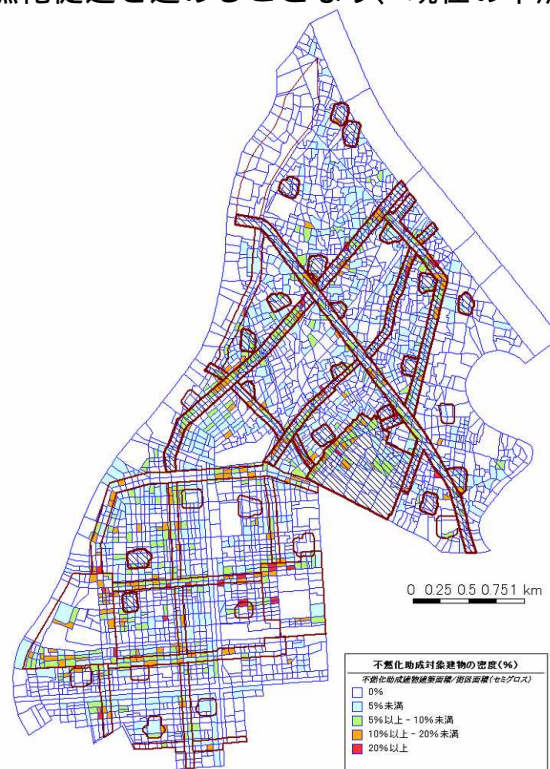 0 0.25 0.5 0.751 km
不燃化助成対象建物の密度(%)
不燃化助成建物建築面積/街区面積(セミグロス)
0%
5%未満
5%以上 - 10%未満
10%以上 - 20%未満
20%以上